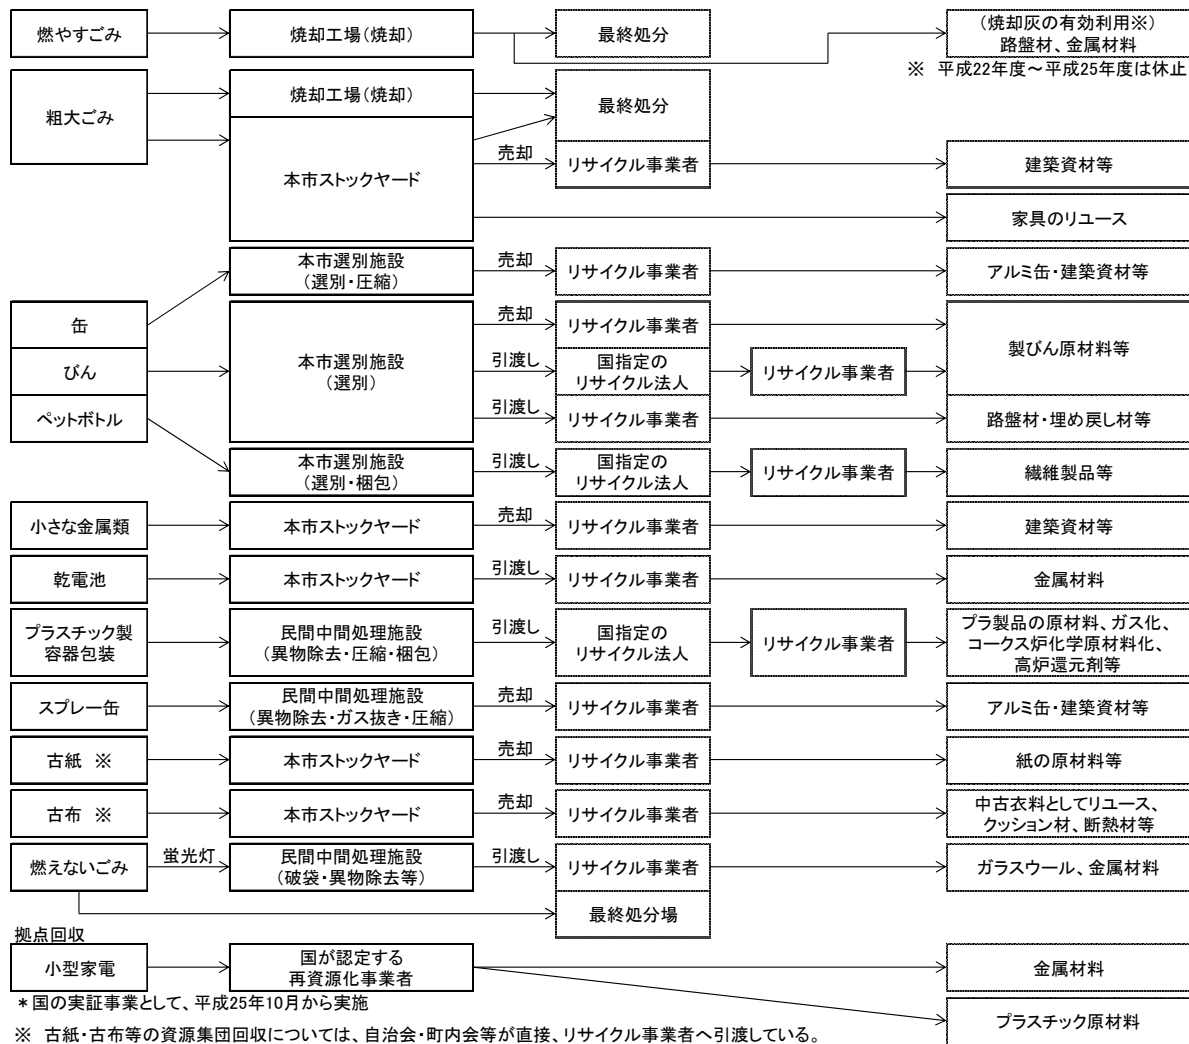 燃やすごみ
焼却工場(焼却)
最終処分
(焼却灰の有効利用※)
路盤材、金属材料
※ 平成22年度～平成25年度は休止
粗大ごみ
焼却工場(焼却)
最終処分
本市ストックヤード
売却
リサイクル事業者
建築資材等
家具のリユース
本市選別施設
(選別・圧縮)
売却
リサイクル事業者
アルミ缶・建築資材等
缶
びん
ペットボトル
本市選別施設
(選別)
売却
リサイクル事業者
製びん原材料等
引渡し
国指定の
リサイクル法人
リサイクル事業者
引渡し
リサイクル事業者
路盤材・埋め戻し材等
本市選別施設
(選別・梱包)
引渡し
国指定の
リサイクル法人
リサイクル事業者
繊維製品等
小さな金属類
本市ストックヤード
売却
リサイクル事業者
建築資材等
乾電池
本市ストックヤード
引渡し
リサイクル事業者
金属材料
プラスチック製
容器包装
民間中間処理施設
(異物除去・圧縮・梱包)
引渡し
国指定の
リサイクル法人
リサイクル事業者
プラ製品の原材料、ガス化、
コークス炉化学原材料化、
高炉還元剤等
スプレー缶
民間中間処理施設
(異物除去・ガス抜き・圧縮)
売却
リサイクル事業者
アルミ缶・建築資材等
古紙 ※
本市ストックヤード
売却
リサイクル事業者
紙の原材料等
古布 ※
本市ストックヤード
売却
リサイクル事業者
中古衣料としてリユース、
クッション材、断熱材等
燃えないごみ
蛍光灯
民間中間処理施設
(破袋・異物除去等)
引渡し
リサイクル事業者
ガラスウール、金属材料
最終処分場
拠点回収
小型家電
国が認定する
再資源化事業者
金属材料
プラスチック原材料
＊国の実証事業として、平成25年10月から実施
※ 古紙・古布等の資源集団回収については、自治会・町内会等が直接、リサイクル事業者へ引渡している。